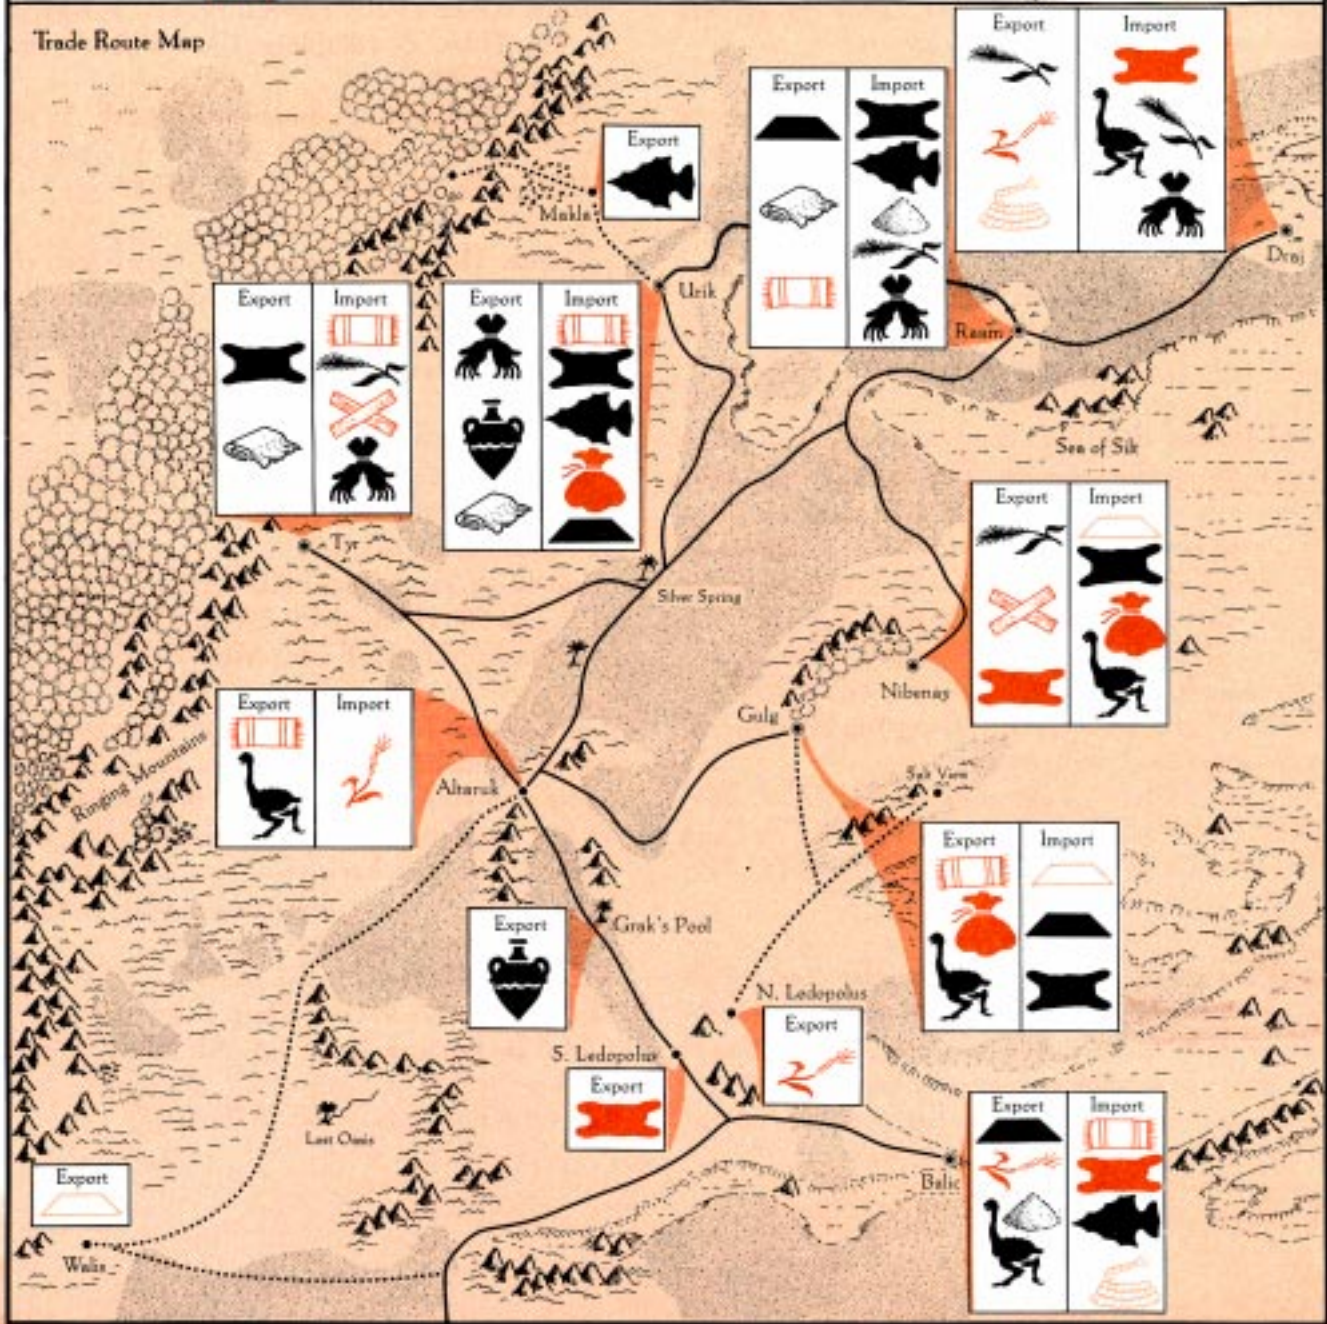 Trade Route Map
Export
Import
Export
Import
Export
Makla
Draj
Urik
Raam
Export
Import
Export
Import
Sea of Silt
Export
Import
Tyr
Silver Spring
Nibenay
Export
Import
Gulg
Ringing Mountains
Salt View
Altaruk
Export
Import
Export
Grak's Pool
N. Ledopolus
Export
S. Ledopolus
Export
Export
Import
Lost Oasis
Export
Balic
Walis